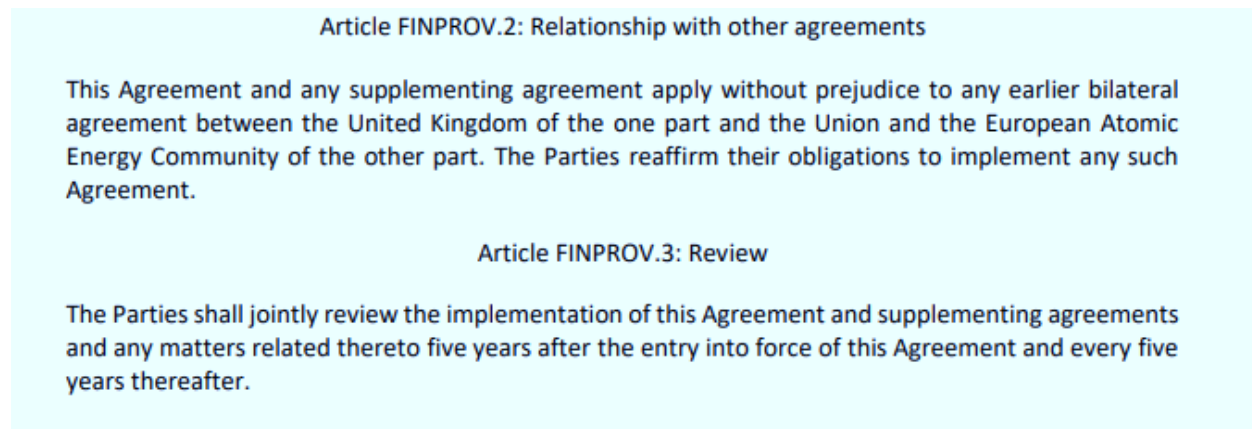 Article FINPROV.2: Relationship with other agreements
This Agreement and any supplementing agreement apply without prejudice to any earlier bilateral
agreement between the United Kingdom of the one part and the Union and the European Atomic
Energy Community of the other part. The Parties reaffirm their obligations to implement any such
Agreement.
Article FINPROV.3: Review
The Parties shall jointly review the implementation of this Agreement and supplementing agreements
and any matters related thereto five years after the entry into force of this Agreement and every five
years thereafter.